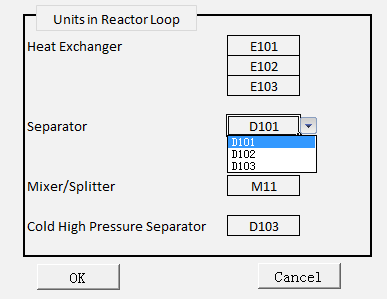 Units in Reactor Loop
Heat Exchanger E101
E102
E103
Separator D101
D101
D102
D103
Mixer/Splitter M11
Cold High Pressure Separator D103
OK Cancel